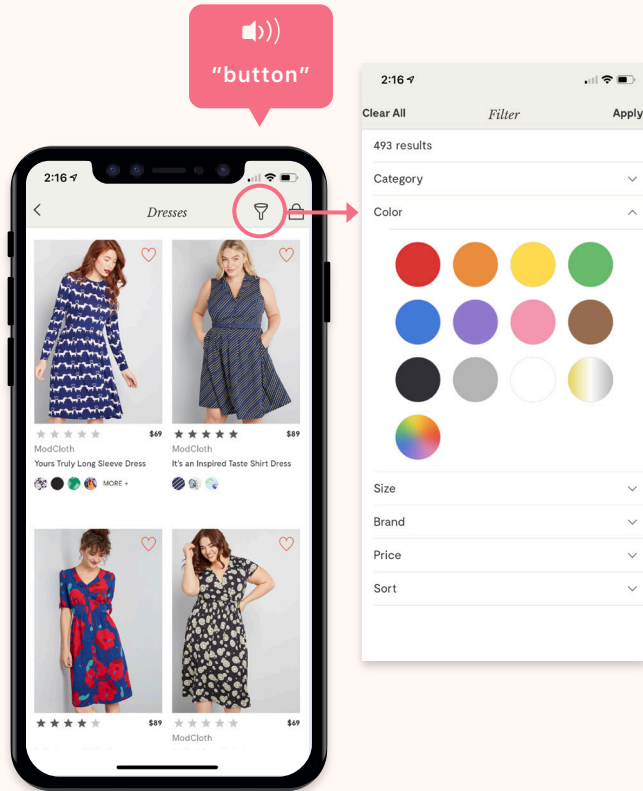 "button"
2:16
Dresses
$69
ModCloth
Yours Truly Long Sleeve Dress
MORE +
$89
ModCloth
It's an Inspired Taste Shirt Dress
$89
$69
ModCloth
2:16
Clear All
Filter
Apply
493 results
Category
Color
Size
Brand
Price
Sort